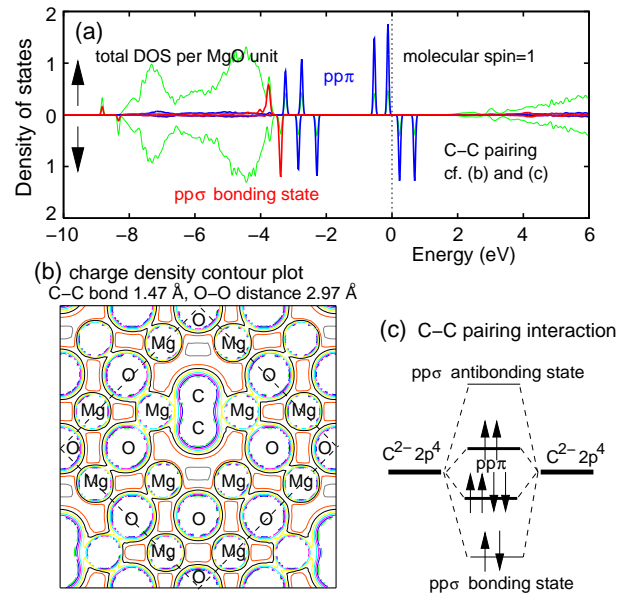 (a)
total DOS per MgO unit
molecular spin=1
ppπ
C−C pairing
cf. (b) and (c)
ppσ bonding state
Density of states
2
1
0
1
2
−10 −8 −6 −4 −2 0 2 4 6
Energy (eV)
(b) charge density contour plot
C−C bond 1.47 Å, O−O distance 2.97 Å
O
Mg Mg
O O
C
Mg Mg Mg Mg
C
O O O O
Mg Mg Mg Mg
O O O O
Mg Mg
O
(c) C−C pairing interaction
ppσ antibonding state
C2− 2p4 ppπ C2− 2p4
ppσ bonding state